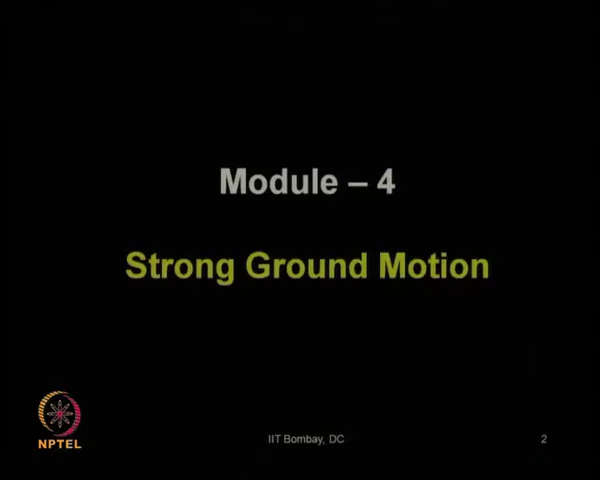 Module – 4
Strong Ground Motion
NPTEL
IIT Bombay, DC
2